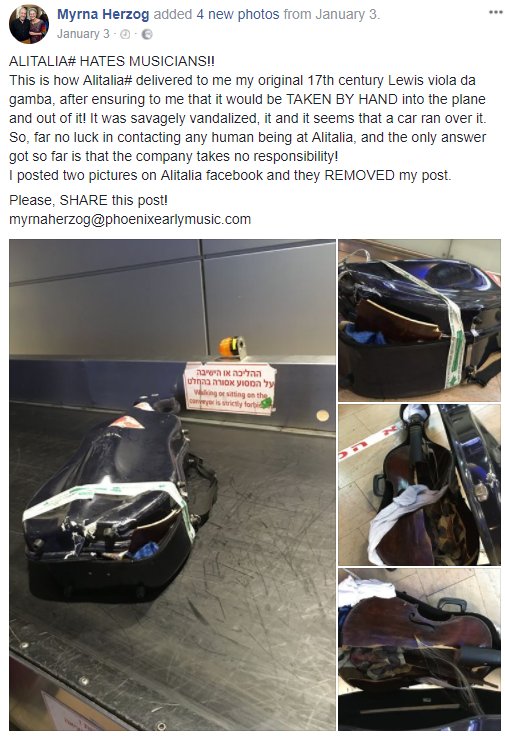 Myrna Herzog added 4 new photos from January 3.
January 3 ·
ALITALIA# HATES MUSICIANS!!
This is how Alitalia# delivered to me my original 17th century Lewis viola da
gamba, after ensuring to me that it would be TAKEN BY HAND into the plane
and out of it! It was savagely vandalized, it and it seems that a car ran over it.
So, far no luck in contacting any human being at Alitalia, and the only answer
got so far is that the company takes no responsibility!
I posted two pictures on Alitalia facebook and they REMOVED my post.
Please, SHARE this post!
myrnaherzog@phoenixearlymusic.com
ההליכה או הישיבה
על המסוע אסורה בהחלט
Walking or sitting on the
conveyor is strictly